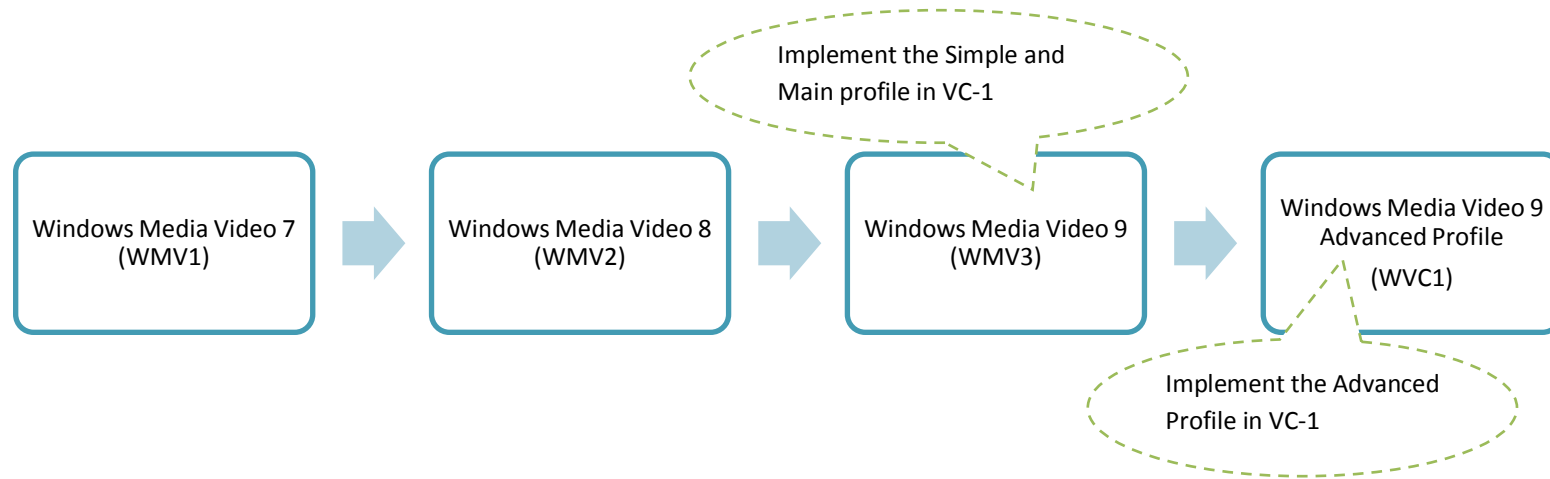 Implement the Simple and
Main profile in VC-1
Windows Media Video 7
(WMV1)
Windows Media Video 8
(WMV2)
Windows Media Video 9
(WMV3)
Windows Media Video 9
Advanced Profile
(WVC1)
Implement the Advanced
Profile in VC-1